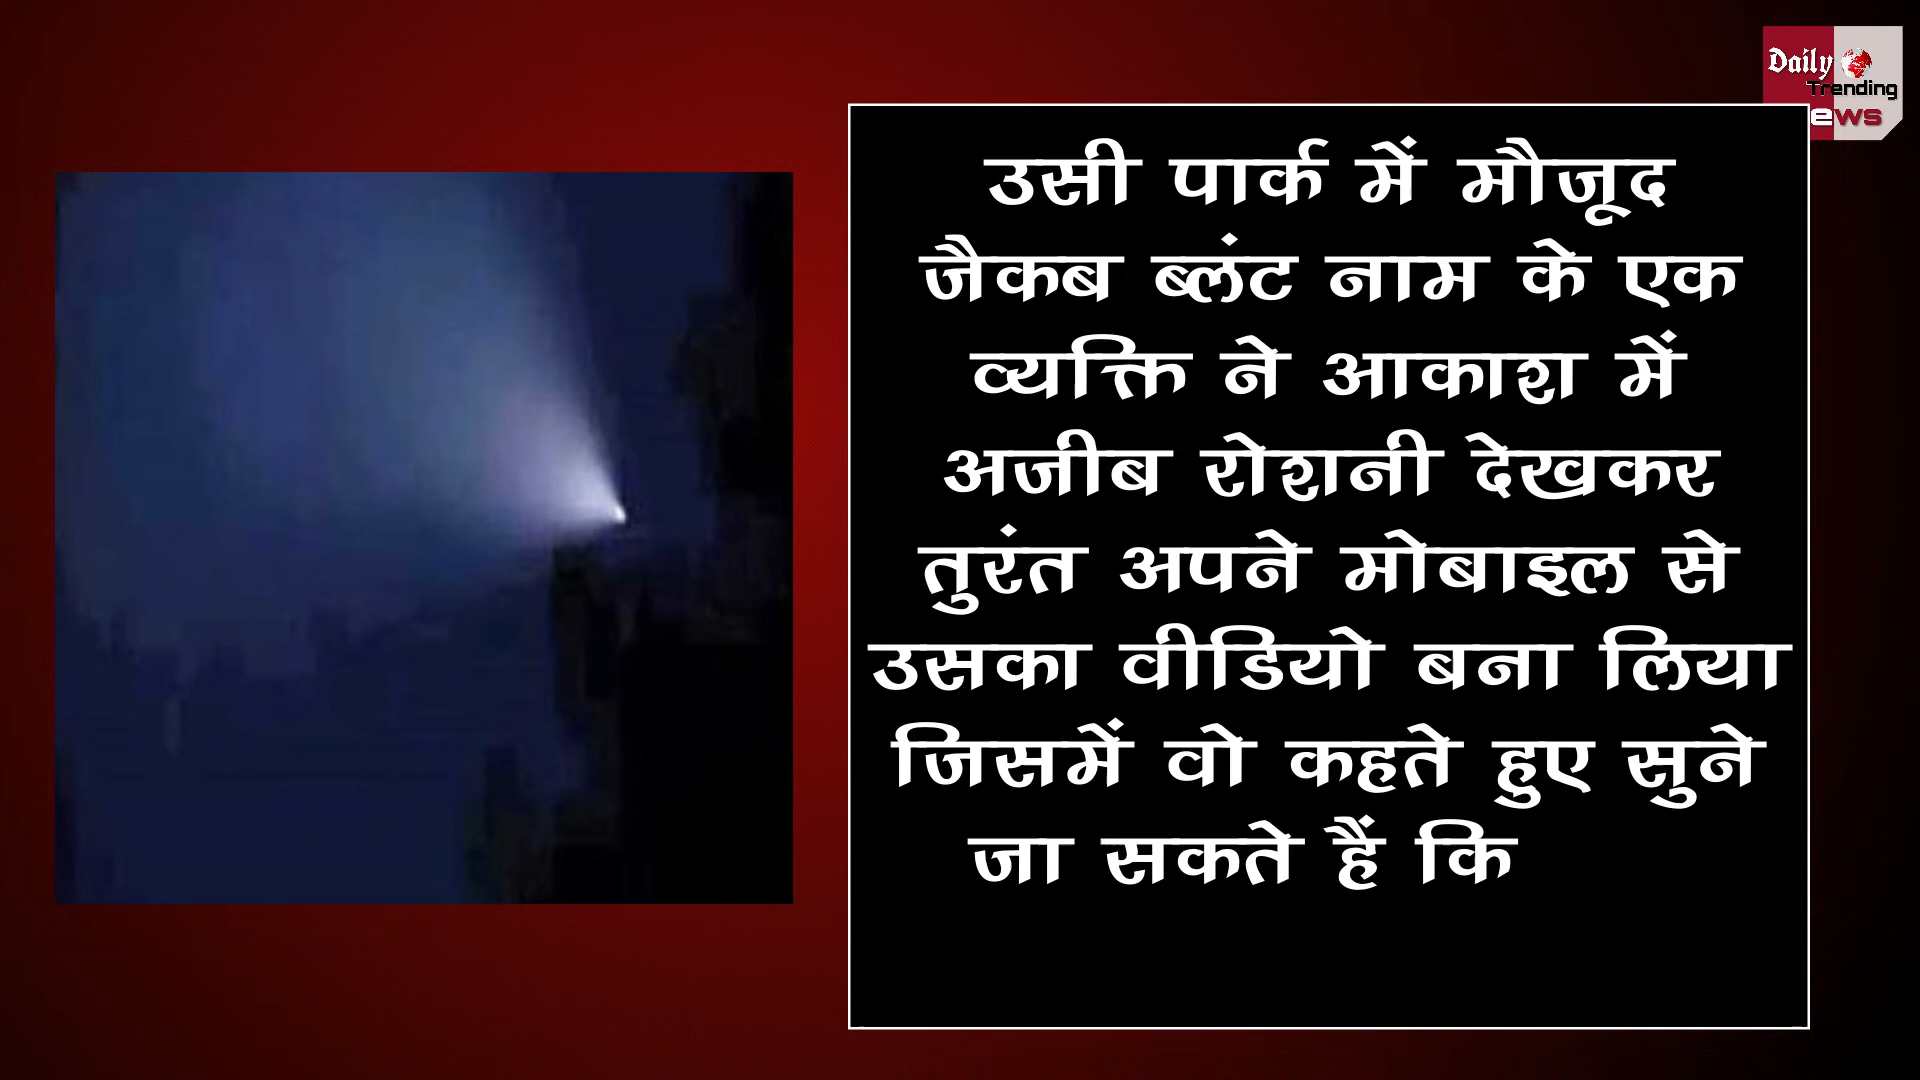 Daily
Trending
ews
उसी पार्क में मौजूद
जैकब ब्लंट नाम के एक
व्यक्ति ने आकाश में
अजीब रोशनी देखकर
तुरंत अपने मोबाइल से
उसका वीडियो बना लिया
जिसमें वो कहते हुए सुने
जा सकते हैं कि